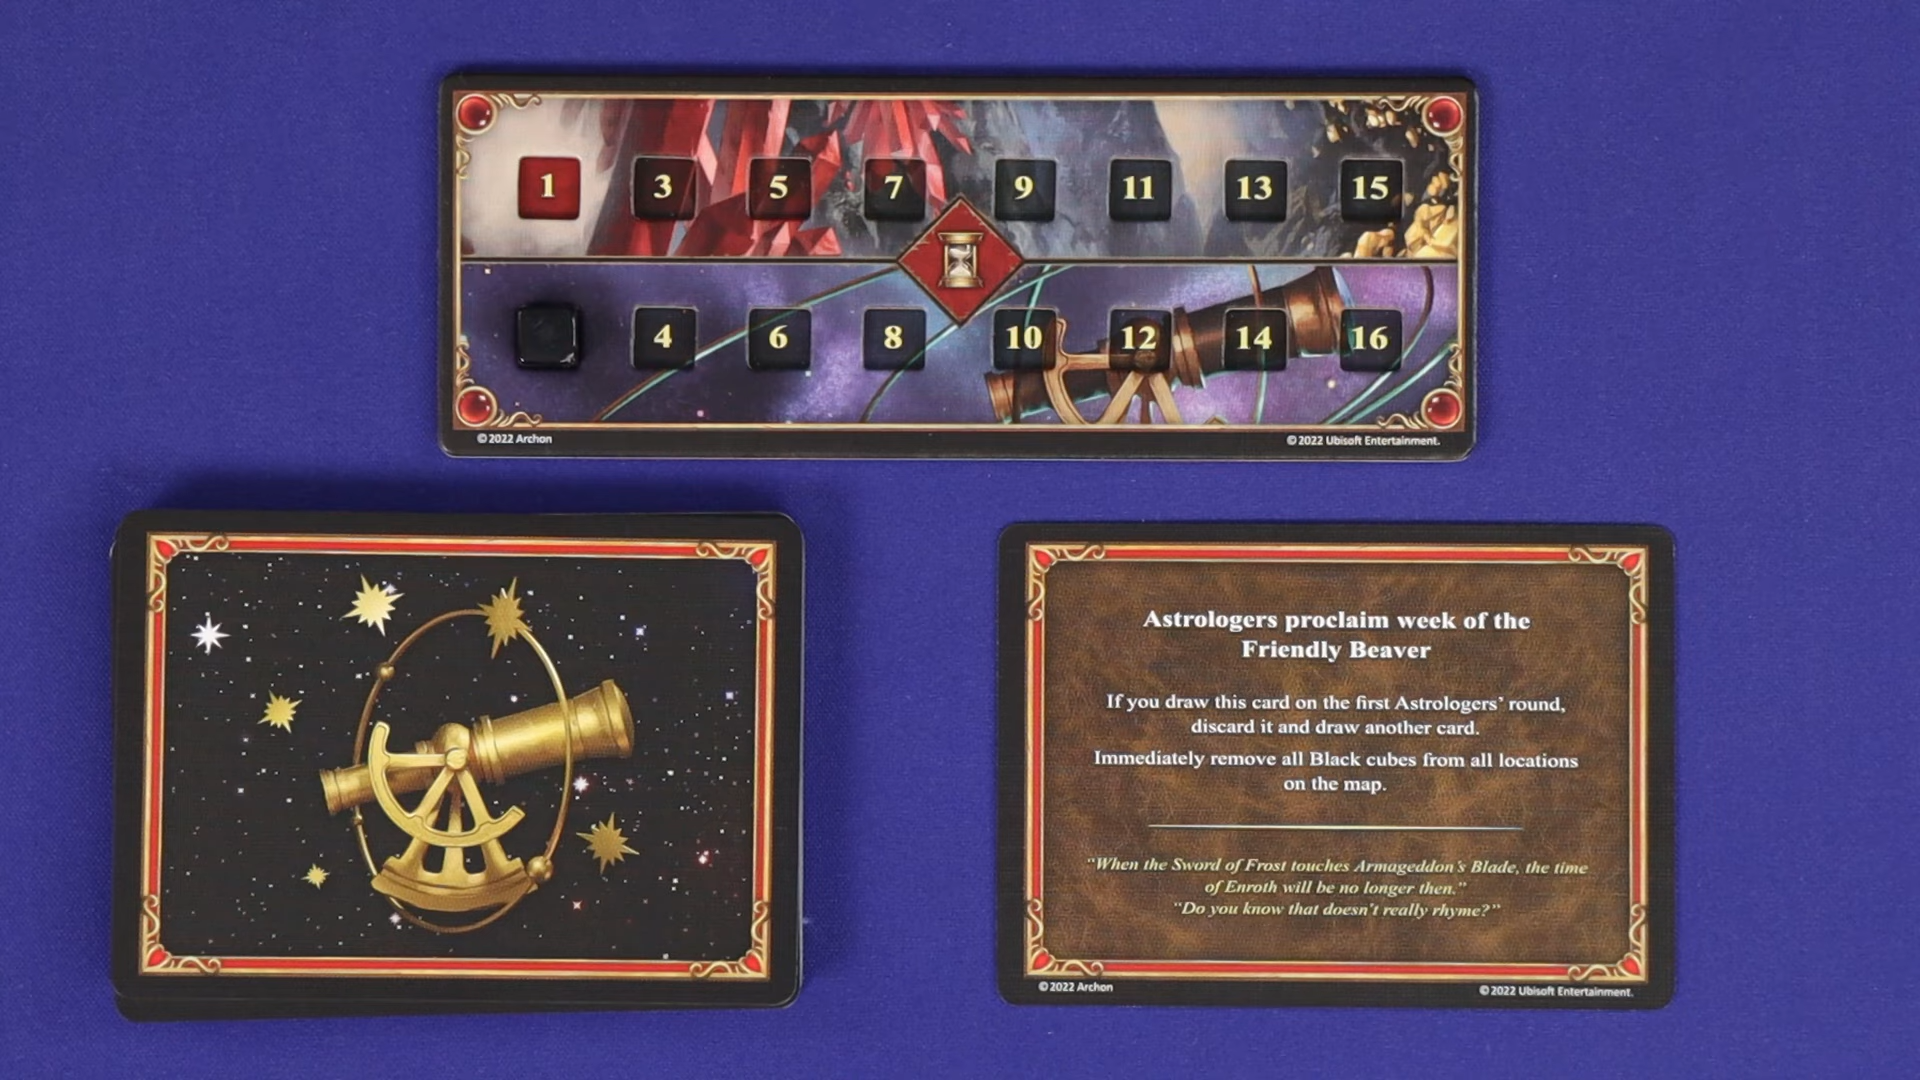 1 3 5 7 9 11 13 15
4 6 8 10 12 14 16
© 2022 Archon © 2022 Ubisoft Entertainment.
Astrologers proclaim week of the
Friendly Beaver
If you draw this card on the first Astrologers’ round,
discard it and draw another card.
Immediately remove all Black cubes from all locations
on the map.
"When the Sword of Frost touches Armageddon’s Blade, the time
of Enroth will be no longer then."
"Do you know that doesn’t really rhyme?"
© 2022 Archon © 2022 Ubisoft Entertainment.